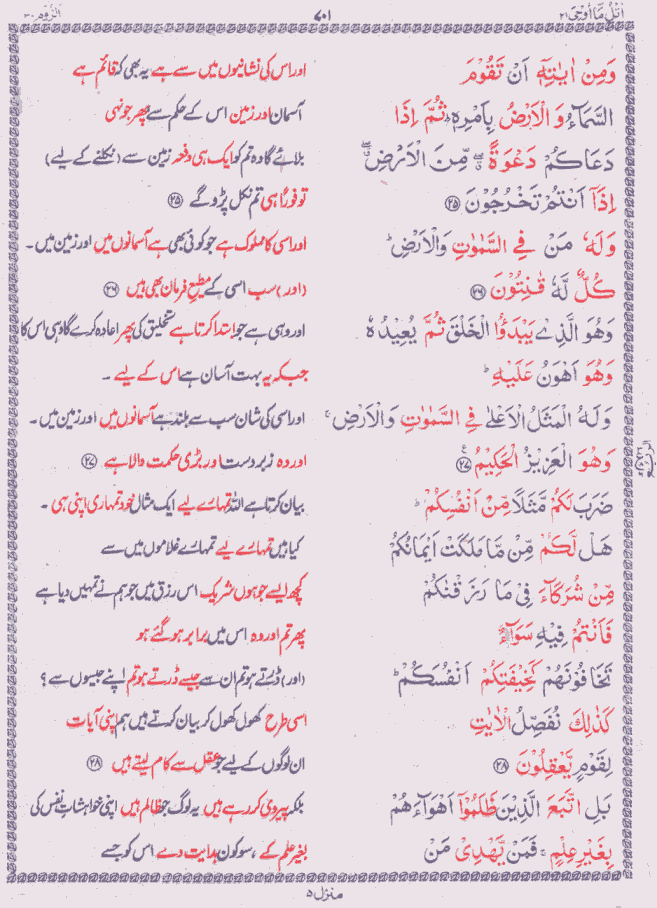 اُتْلُ مَآ اُوْحِیَ ۲۱ ۷۰۱ اَلرُّوْم ۳۰
وَمِنْ اٰيٰتِهٖٓ اَنْ تَقُوْمَ اور اس کی نشانیوں میں سے ہے یہ بھی کہ قائم ہے
السَّمَآءُ وَالْاَرْضُ بِاَمْرِهٖ ؕ ثُمَّ اِذَا آسمان اور زمین اس کے حکم سے پھر جونہی
دَعَاكُمْ دَعْوَةً ۖ مِّنَ الْاَرْضِ ۖ بلائے گا وہ تم کو ایک ہی دفعہ زمین سے (نکلنے کے لیے)
اِذَآ اَنْتُمْ تَخْرُجُوْنَ ﴿۲۵﴾ تو فوراً ہی تم نکل پڑو گے ﴿۲۵﴾
وَلَهٗ مَنْ فِي السَّمٰوٰتِ وَالْاَرْضِ ؕ اور اسی کا مملوک ہے جو کوئی بھی ہے آسمانوں میں اور زمین میں۔
كُلٌّ لَّهٗ قٰنِتُوْنَ ﴿۲۶﴾ (اور) سب اسی کے مطیع فرمان بھی ہیں ﴿۲۶﴾
وَهُوَ الَّذِيْ يَبْدَؤُا الْخَلْقَ ثُمَّ يُعِيْدُهٗ اور وہی ہے جو ابتدا کرتا ہے تخلیق کی پھر اعادہ کرے گا وہی اس کا
وَهُوَ اَهْوَنُ عَلَيْهِ ؕ جبکہ یہ بہت آسان ہے اس کے لیے ۔
وَلَهُ الْمَثَلُ الْاَعْلٰى فِي السَّمٰوٰتِ وَالْاَرْضِ ۚ اور اسی کی شان سب سے بلند ہے آسمانوں میں اور زمین میں۔
وَهُوَ الْعَزِيْزُ الْحَكِيْمُ ﴿۲۷﴾ اور وہ زبردست اور بڑی حکمت والا ہے ﴿۲۷﴾
ضَرَبَ لَكُمْ مَّثَلًا مِّنْ اَنْفُسِكُمْ ؕ بیان کرتا ہے اللہ تمہارے لیے ایک مثال خود تمہاری اپنی ہی ۔
هَلْ لَّكُمْ مِّنْ مَّا مَلَكَتْ اَيْمَانُكُمْ کیا ہیں تمہارے لیے تمہارے غلاموں میں سے
مِّنْ شُرَكَآءَ فِيْ مَا رَزَقْنٰكُمْ کچھ ایسے جو ہوں شریک اس رزق میں جو ہم نے تمہیں دیا ہے
فَاَنْتُمْ فِيْهِ سَوَآءٌ پھر تم اور وہ اس میں برابر ہو گئے ہو
تَخَافُوْنَهُمْ كَخِيْفَتِكُمْ اَنْفُسَكُمْ ؕ (اور) ڈرتے ہو تم ان سے جیسے ڈرتے ہو تم اپنے جیسوں سے؟
كَذٰلِكَ نُفَصِّلُ الْاٰيٰتِ اسی طرح کھول کھول کر بیان کرتے ہیں ہم اپنی آیات
لِقَوْمٍ يَّعْقِلُوْنَ ﴿۲۸﴾ ان لوگوں کے لیے جو عقل سے کام لیتے ہیں ﴿۲۸﴾
بَلِ اتَّبَعَ الَّذِيْنَ ظَلَمُوْٓا اَهْوَآءَهُمْ بلکہ پیروی کر رہے ہیں یہ لوگ جو ظالم ہیں اپنی خواہشاتِ نفس کی
بِغَيْرِ عِلْمٍ ۚ فَمَنْ يَّهْدِيْ مَنْ بغیر علم کے، سو کون ہدایت دے اس کو جسے
منزل ۵